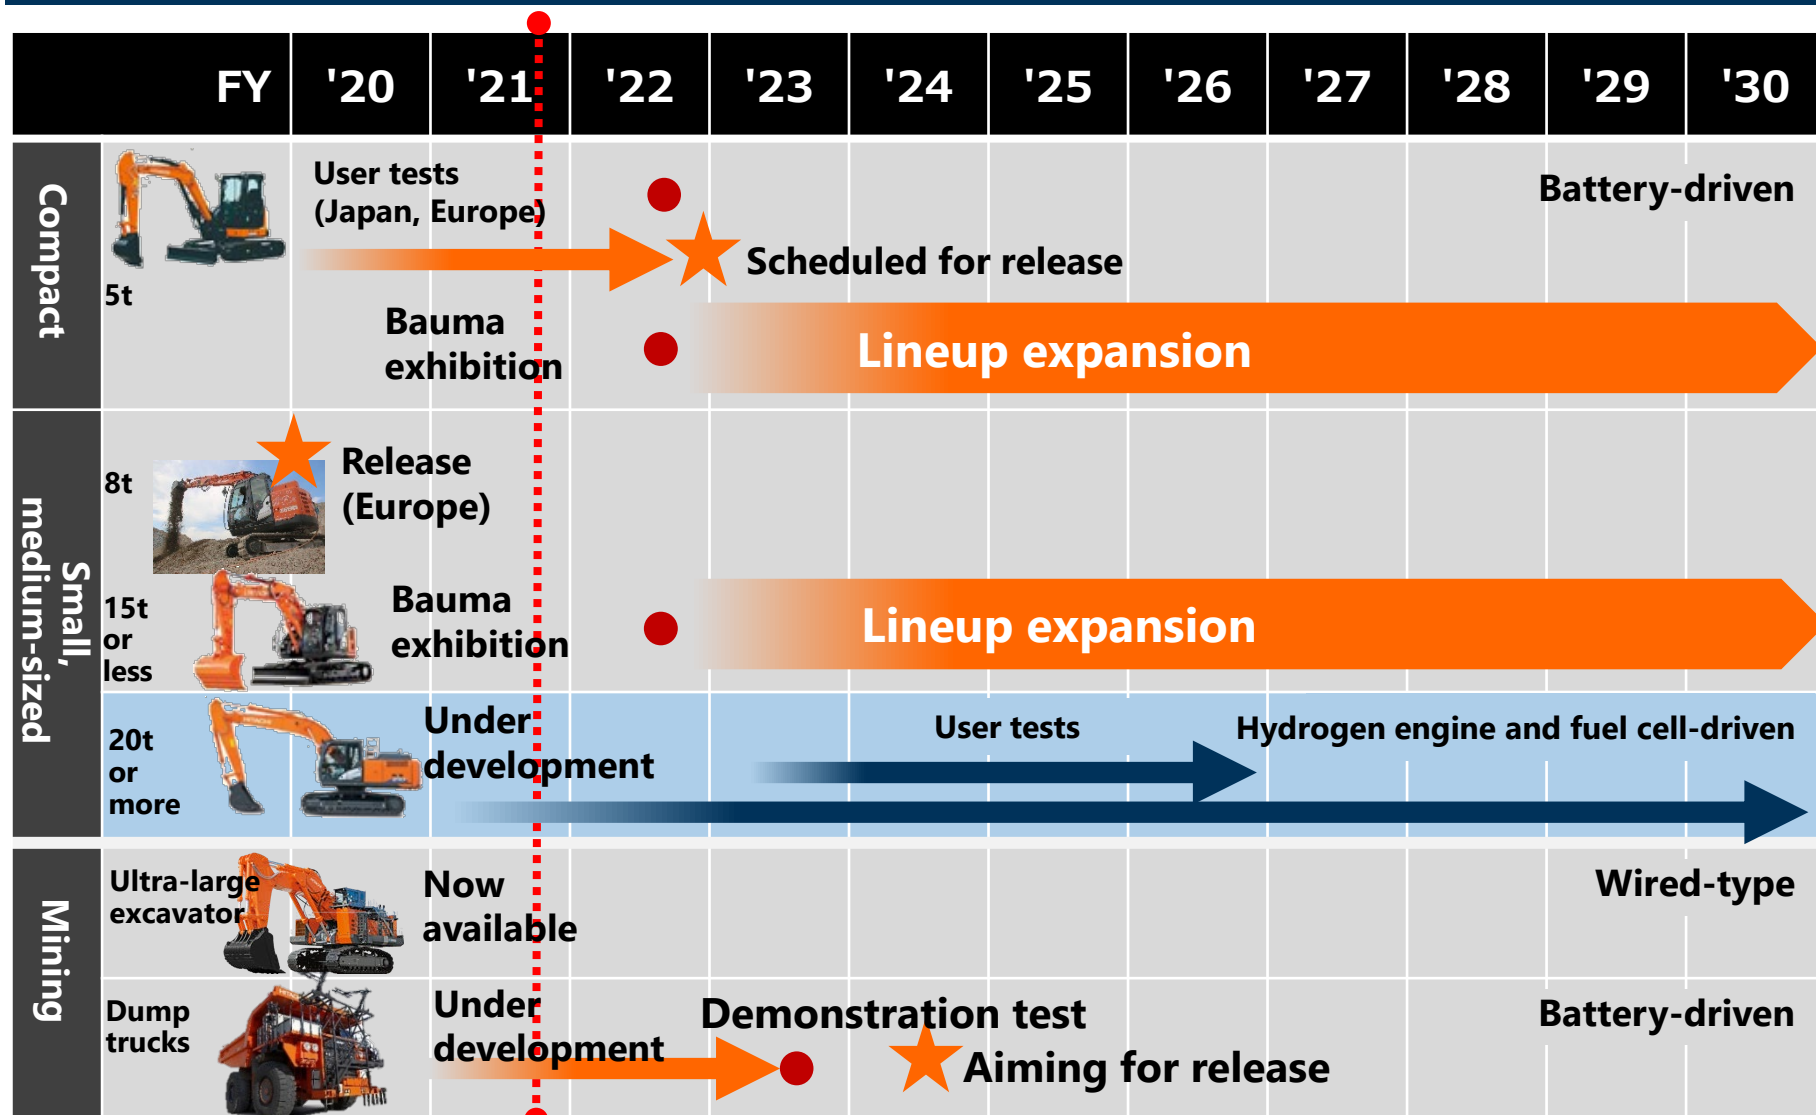 FY '20 '21 '22 '23 '24 '25 '26 '27 '28 '29 '30
Compact
5t
User tests
(Japan, Europe)
Scheduled for release
Battery-driven
Bauma
exhibition
Lineup expansion
Small,
medium-sized
8t
Release
(Europe)
15t
or
less
Bauma
exhibition
Lineup expansion
20t
or
more
Under
development
User tests
Hydrogen engine and fuel cell-driven
Mining
Ultra-large
excavator
Now
available
Wired-type
Dump
trucks
Under
development
Demonstration test
Aiming for release
Battery-driven